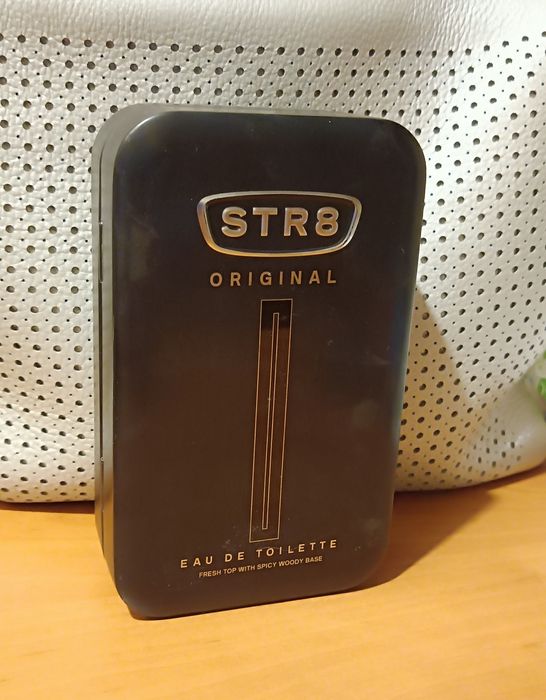 STR8
ORIGINAL
EAU DE TOILETTE
FRESH TOP WITH SPICY WOODY BASE